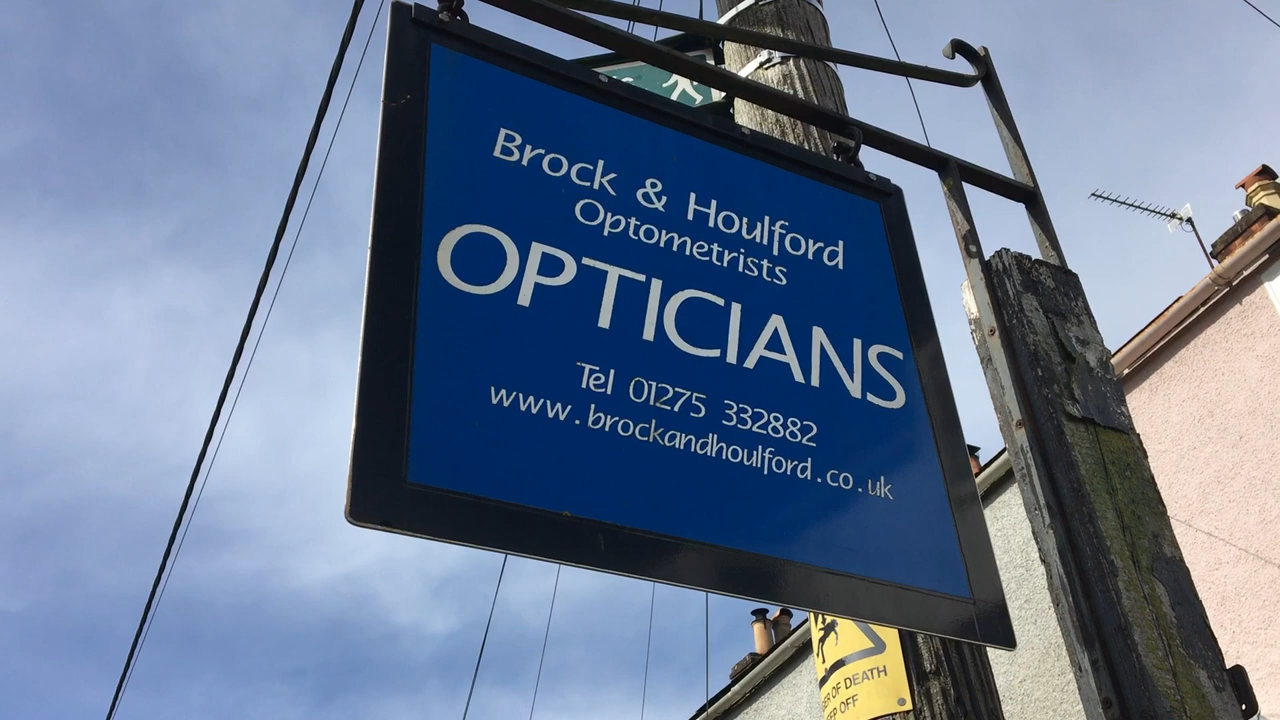 Brock & Houlford
Optometrists
OPTICIANS
Tel 01275 332882
www.brockandhoulford.co.uk
OF DEATH
OFF